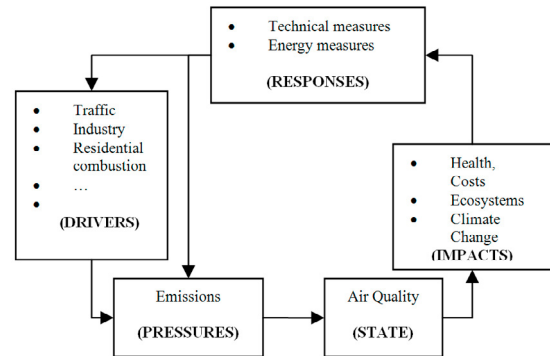 • Technical measures
• Energy measures
(RESPONSES)
• Traffic
• Industry
• Residential
combustion
• …
•
(DRIVERS)
• Health,
Costs
• Ecosystems
• Climate
Change
(IMPACTS)
Emissions
(PRESSURES)
Air Quality
(STATE)